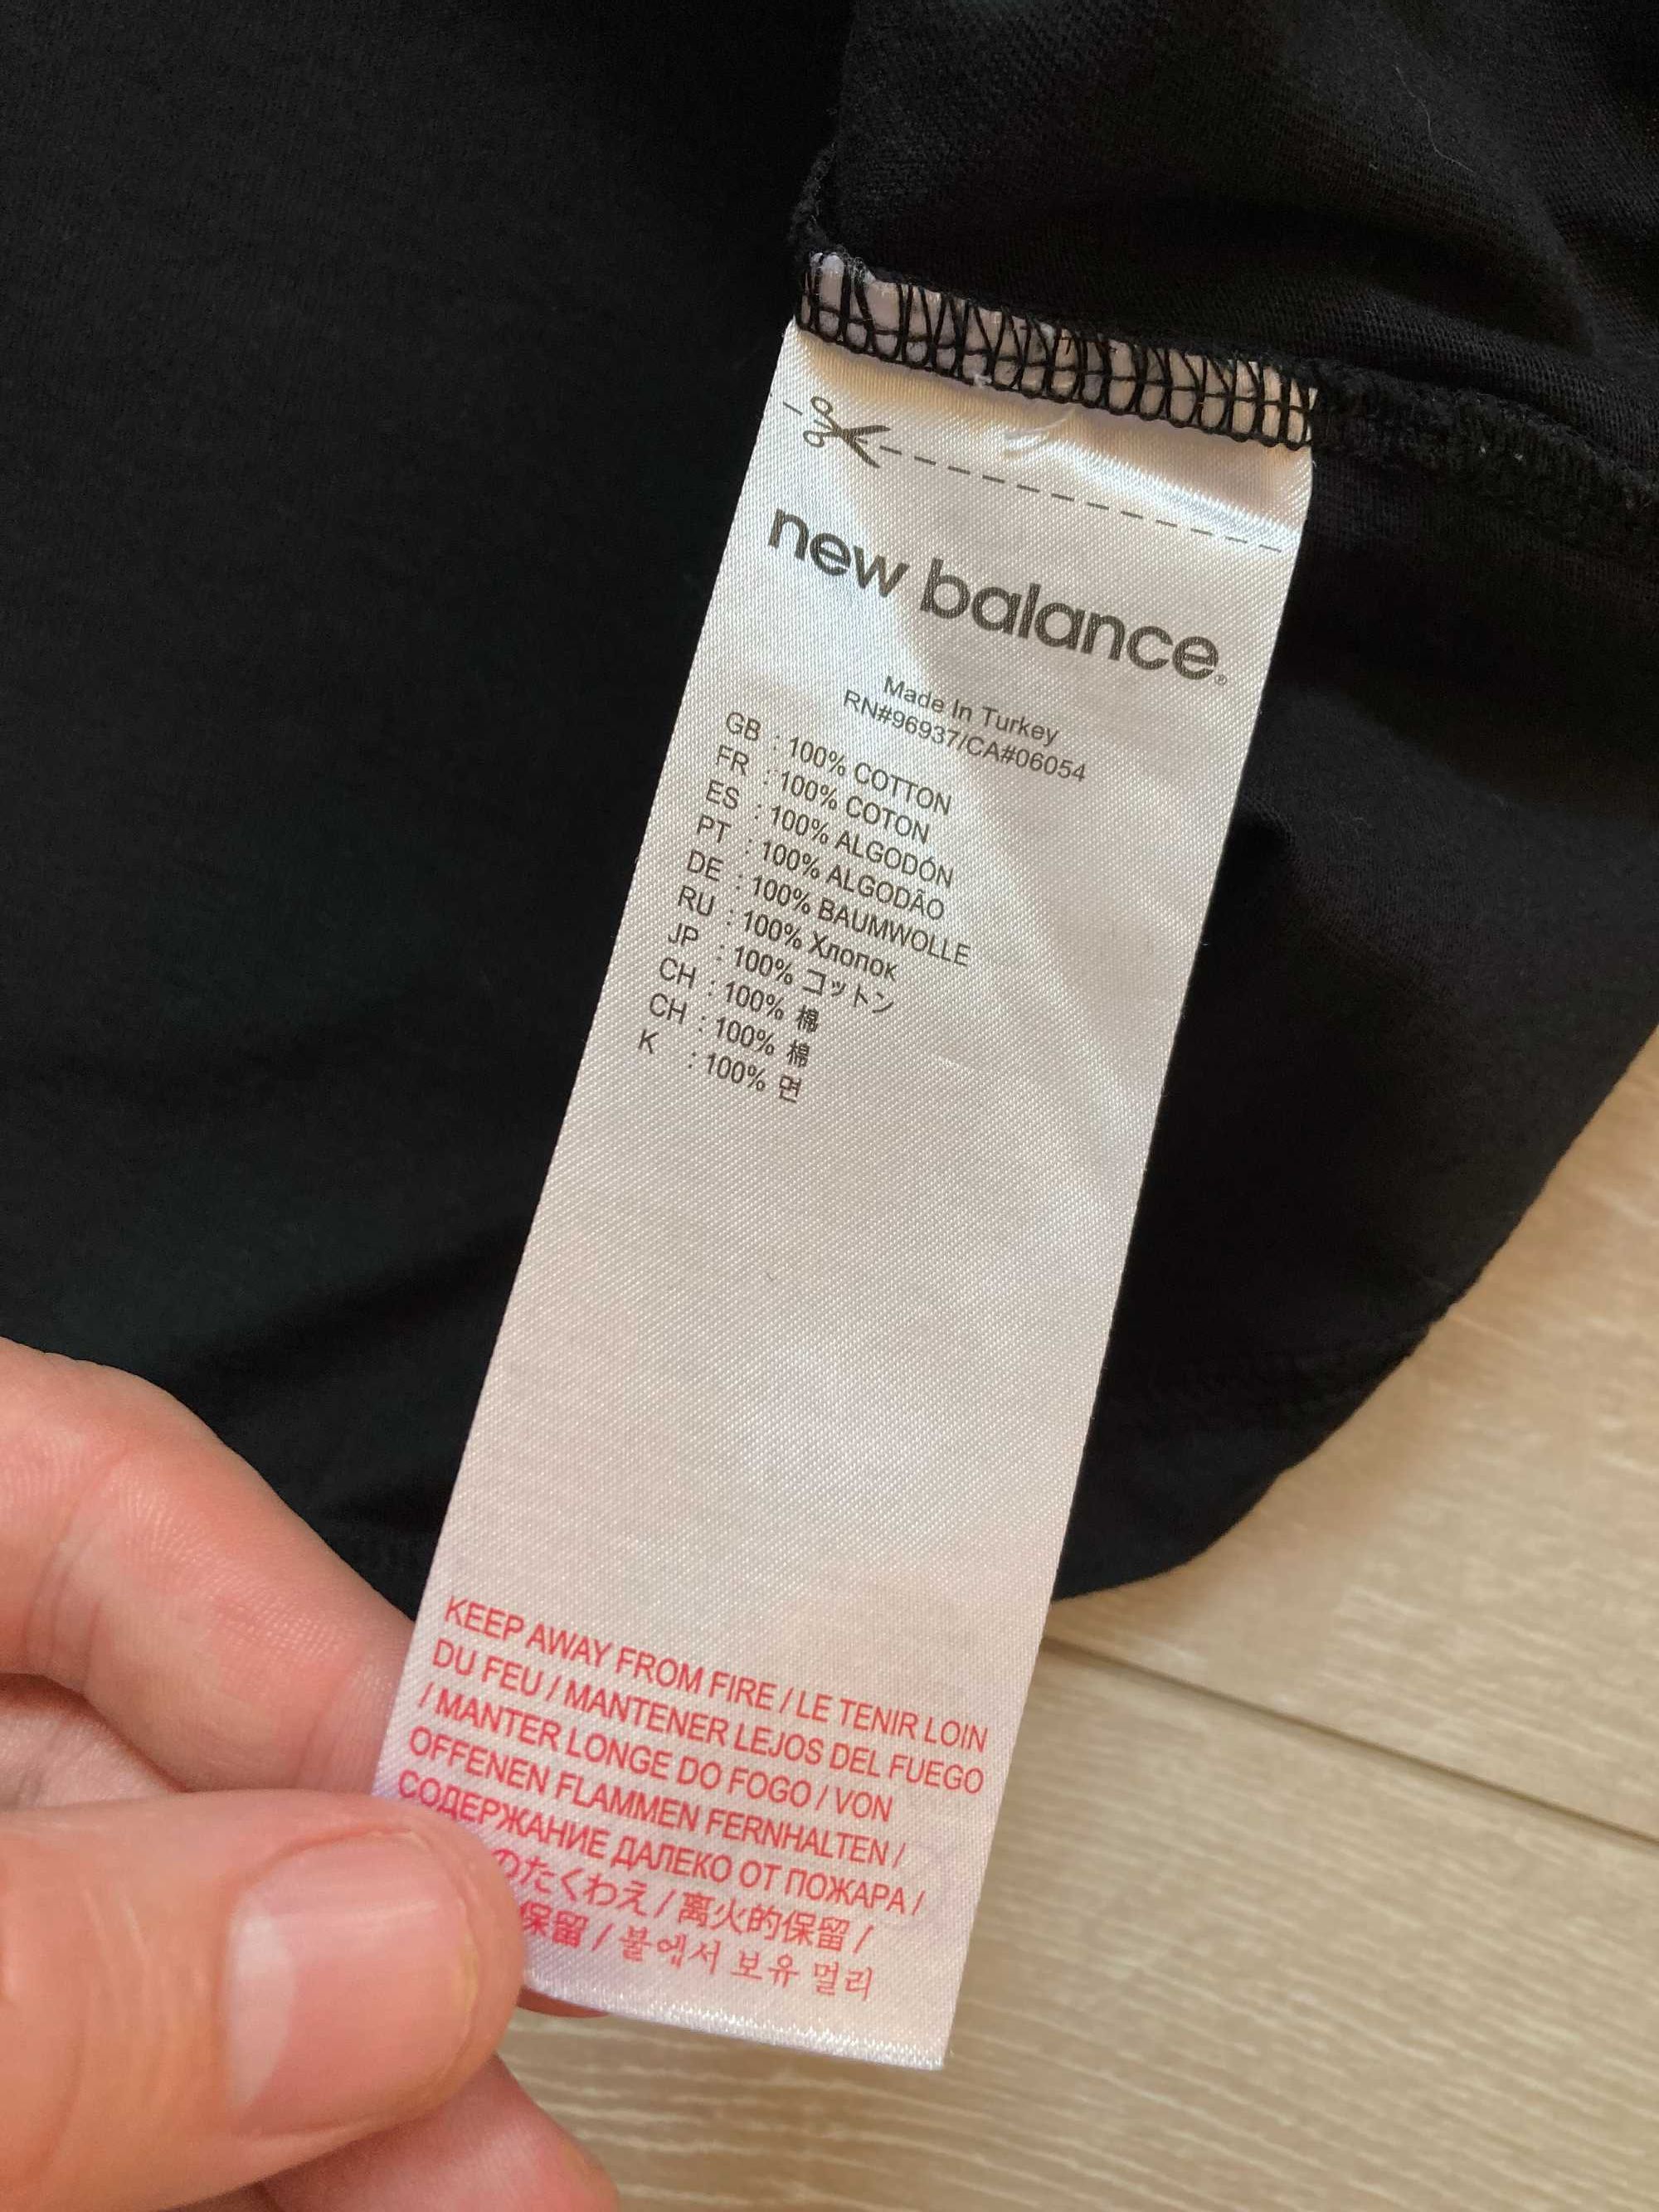 new balance®
Made In Turkey
RN#96937/CA#06054
GB : 100% COTTON
FR : 100% COTON
ES : 100% ALGODÓN
PT : 100% ALGODÃO
DE : 100% BAUMWOLLE
RU : 100% Хлопок
JP : 100% コットン
CH : 100% 棉
CH : 100% 棉
K : 100% 면
KEEP AWAY FROM FIRE / LE TENIR LOIN
DU FEU / MANTENER LEJOS DEL FUEGO
/ MANTER LONGE DO FOGO / VON
OFFENEN FLAMMEN FERNHALTEN /
СОДЕРЖАНИЕ ДАЛЕКО ОТ ПОЖАРА /
のたくわえ / 离火的保留 /
保留 / 불에서 보유 멀리